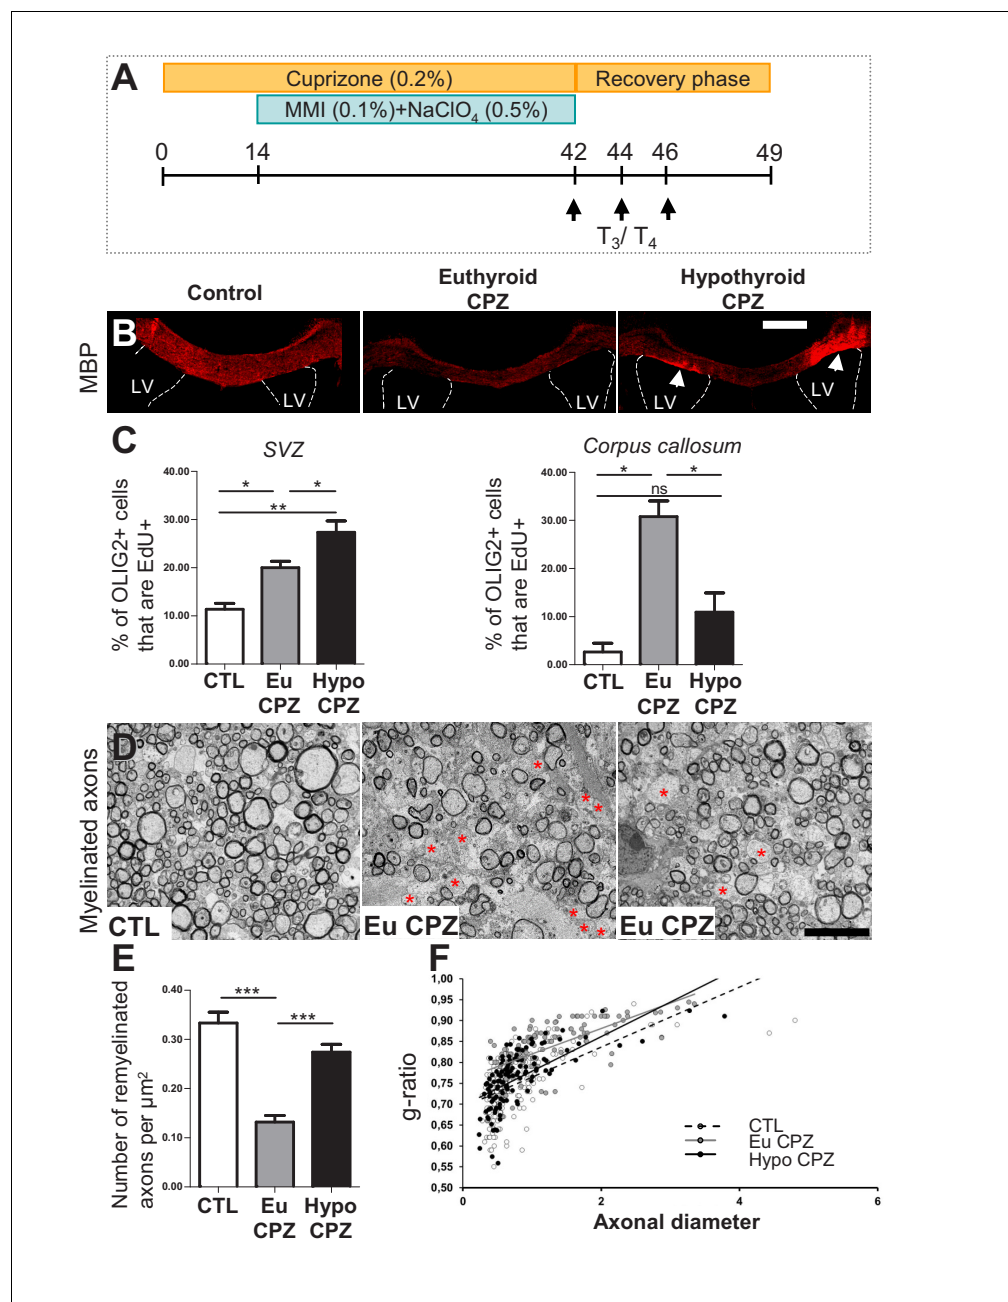 A
Cuprizone (0.2%)
Recovery phase
MMI (0.1%)+NaClO4 (0.5%)
0 14 42 44 46 49
T3/ T4
Control
Euthyroid
CPZ
Hypothyroid
CPZ
B
MBP
LV LV LV LV LV LV
C
SVZ
% of OLIG2+ cells
that are EdU+
40.00
30.00
20.00
10.00
0.00
* *
**
CTL Eu
CPZ Hypo
CPZ
Corpus callosum
% of OLIG2+ cells
that are EdU+
40.00
30.00
20.00
10.00
0.00
* *
ns
CTL Eu
CPZ Hypo
CPZ
D
Myelinated axons
CTL
* * * * * * * * * *
Eu CPZ
* * *
Eu CPZ
E
Number of remyelinated
axons per µm2
0.40
0.30
0.20
0.10
0.00
*** ***
CTL Eu
CPZ Hypo
CPZ
F
g-ratio
1,00
0,95
0,90
0,85
0,80
0,75
0,70
0,65
0,60
0,55
0,50
0 2 4 6
Axonal diameter
CTL
Eu CPZ
Hypo CPZ